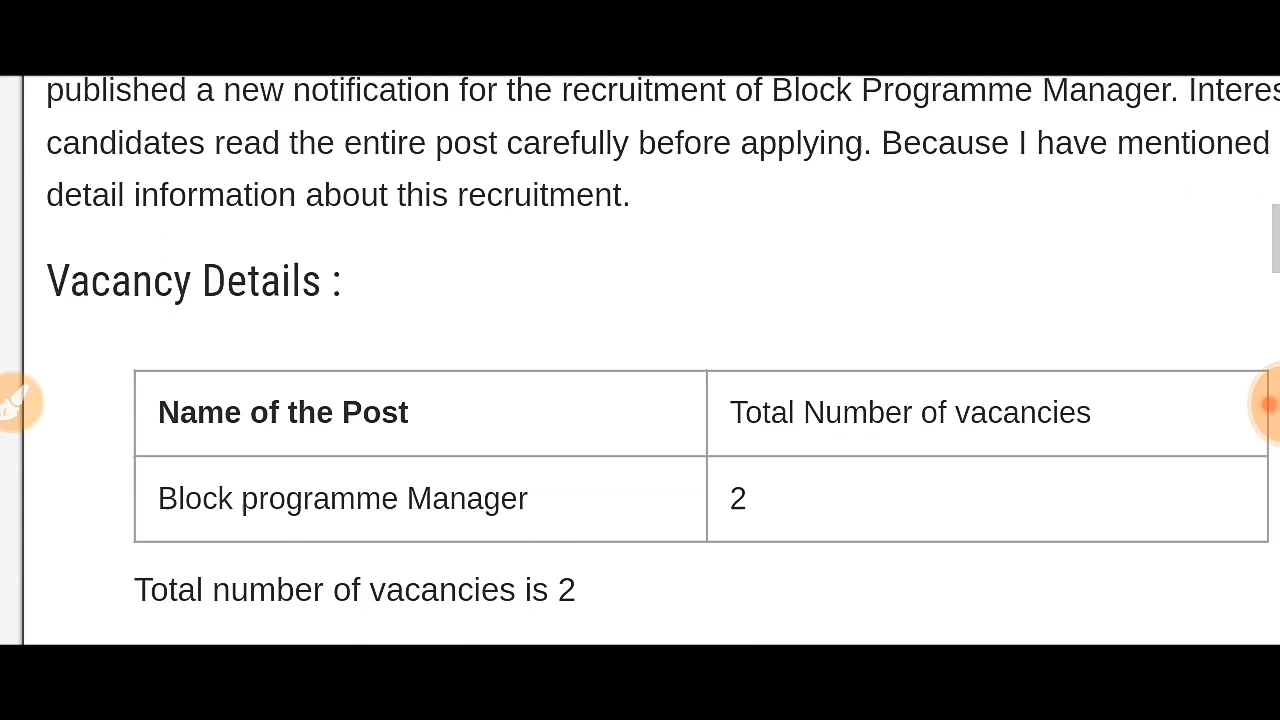 published a new notification for the recruitment of Block Programme Manager.
candidates read the entire post carefully before applying. Because I have mentioned
detail information about this recruitment.
Vacancy Details :
Name of the Post
Total Number of vacancies
Block programme Manager
2
Total number of vacancies is 2